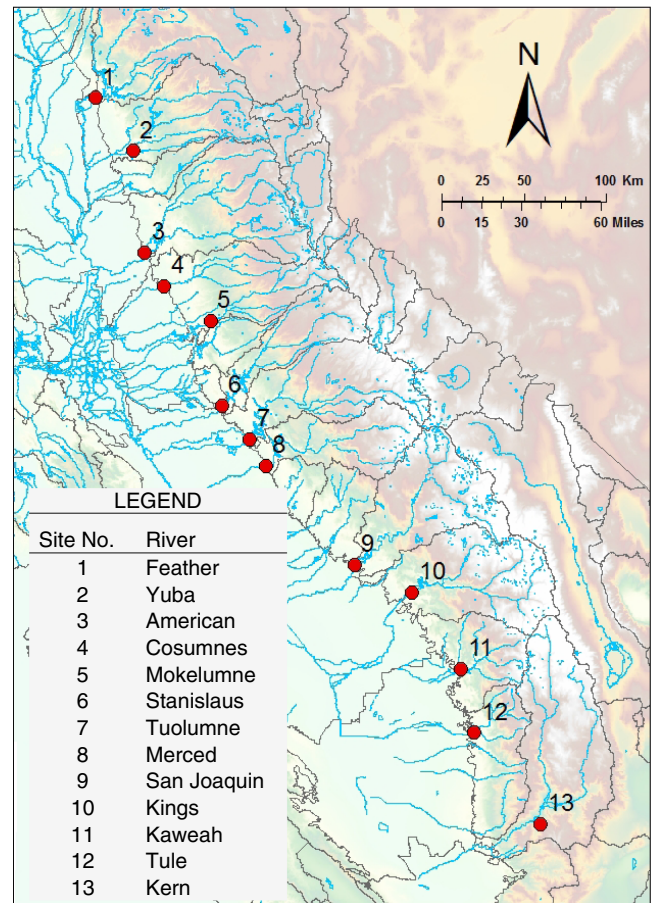 1
N
2
0 25 50 100 Km
0 15 30 60 Miles
3
4
5
6
7
8
9
10
11
12
13
LEGEND
Site No. River
1 Feather
2 Yuba
3 American
4 Cosumnes
5 Mokelumne
6 Stanislaus
7 Tuolumne
8 Merced
9 San Joaquin
10 Kings
11 Kaweah
12 Tule
13 Kern